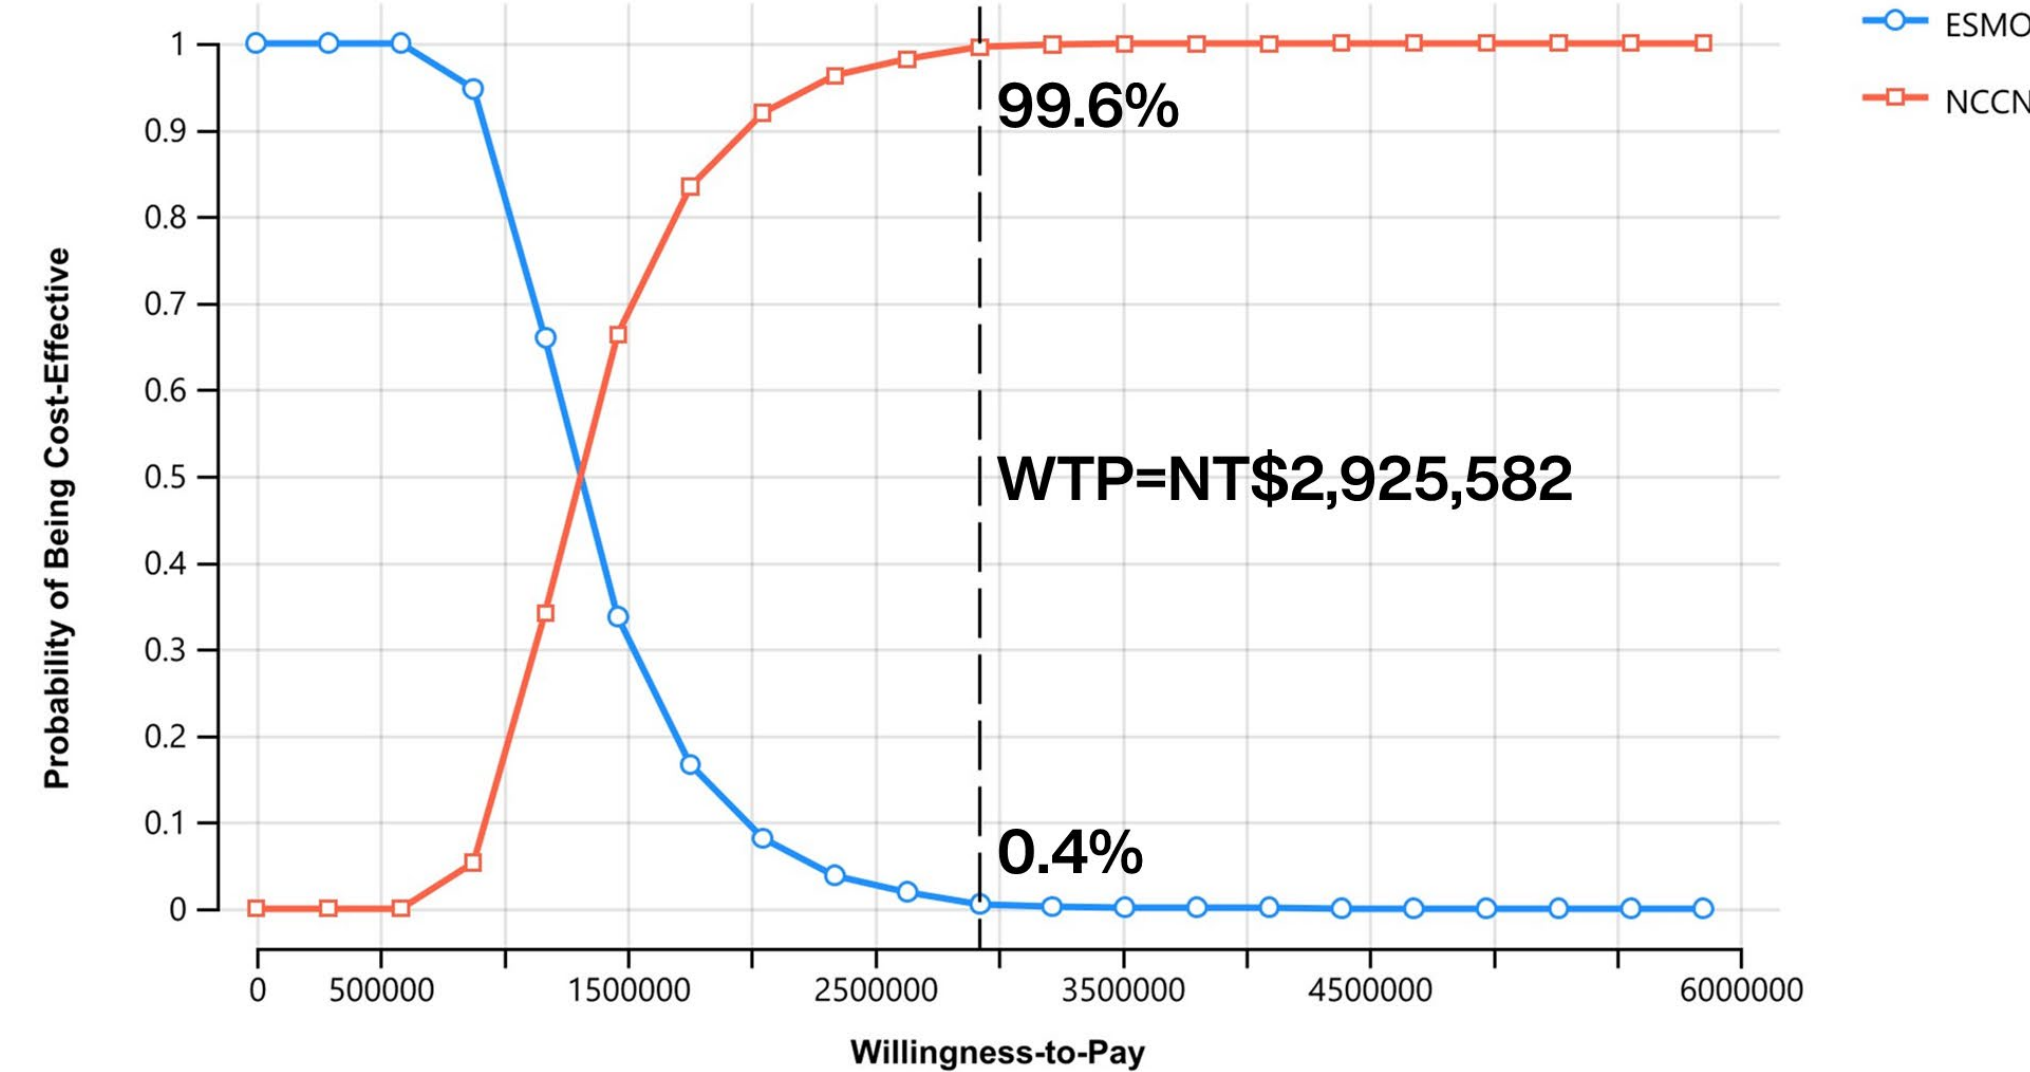 ESMO
NCCN
Probability of Being Cost-Effective
1
0.9
0.8
0.7
0.6
0.5
0.4
0.3
0.2
0.1
0
99.6%
WTP=NT$2,925,582
0.4%
0 500000 1500000 2500000 3500000 4500000 6000000
Willingness-to-Pay